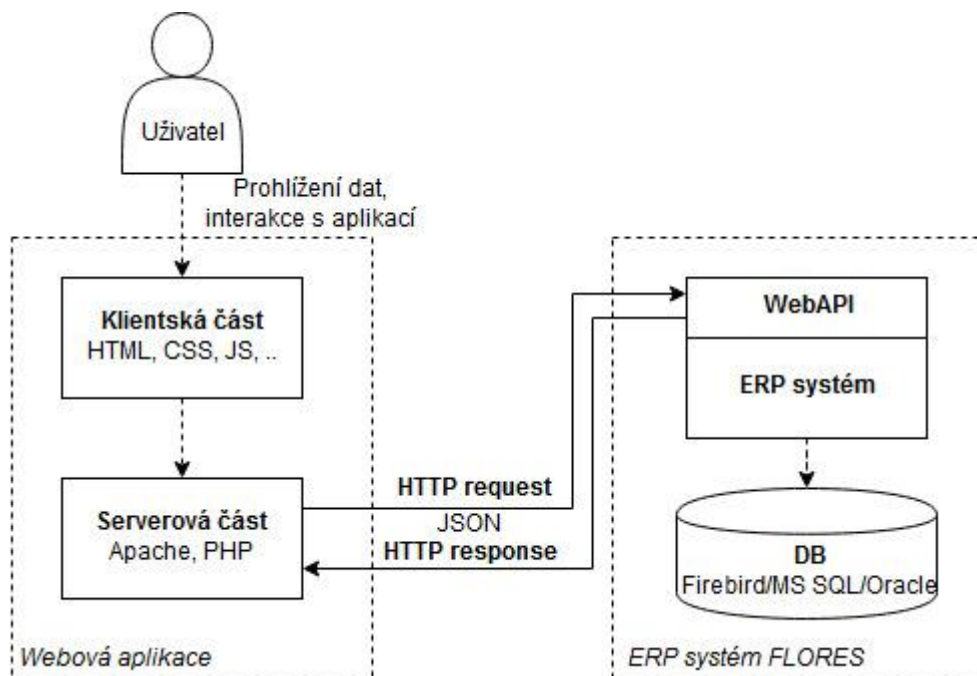 Uživatel
Prohlížení dat,
interakce s aplikací
Klientská část
HTML, CSS, JS, ..
Serverová část
Apache, PHP
Webová aplikace
HTTP request
JSON
HTTP response
WebAPI
ERP systém
DB
Firebird/MS SQL/Oracle
ERP systém FLORES